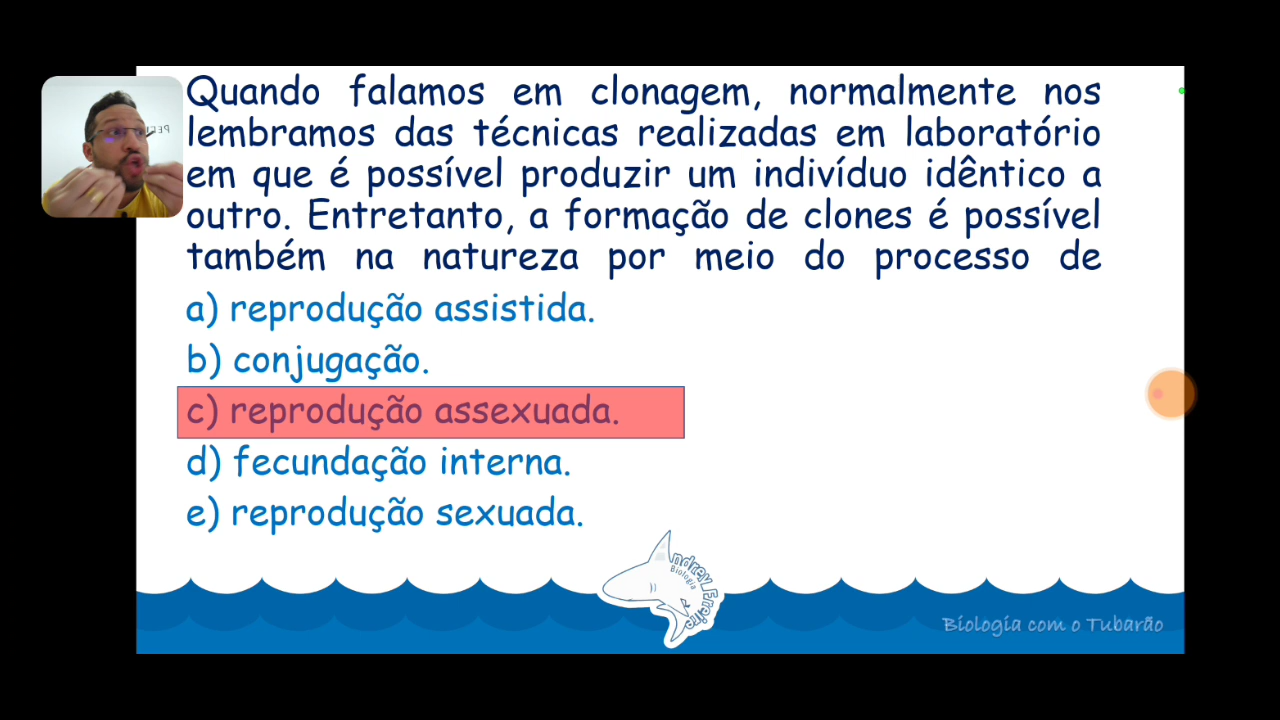 Quando falamos em clonagem, normalmente nos
lembramos das técnicas realizadas em laboratório
em que é possível produzir um indivíduo idêntico a
outro. Entretanto, a formação de clones é possível
também na natureza por meio do processo de
a) reprodução assistida.
b) conjugação.
c) reprodução assexuada.
d) fecundação interna.
e) reprodução sexuada.
Biologia
Biologia com o Tubarão